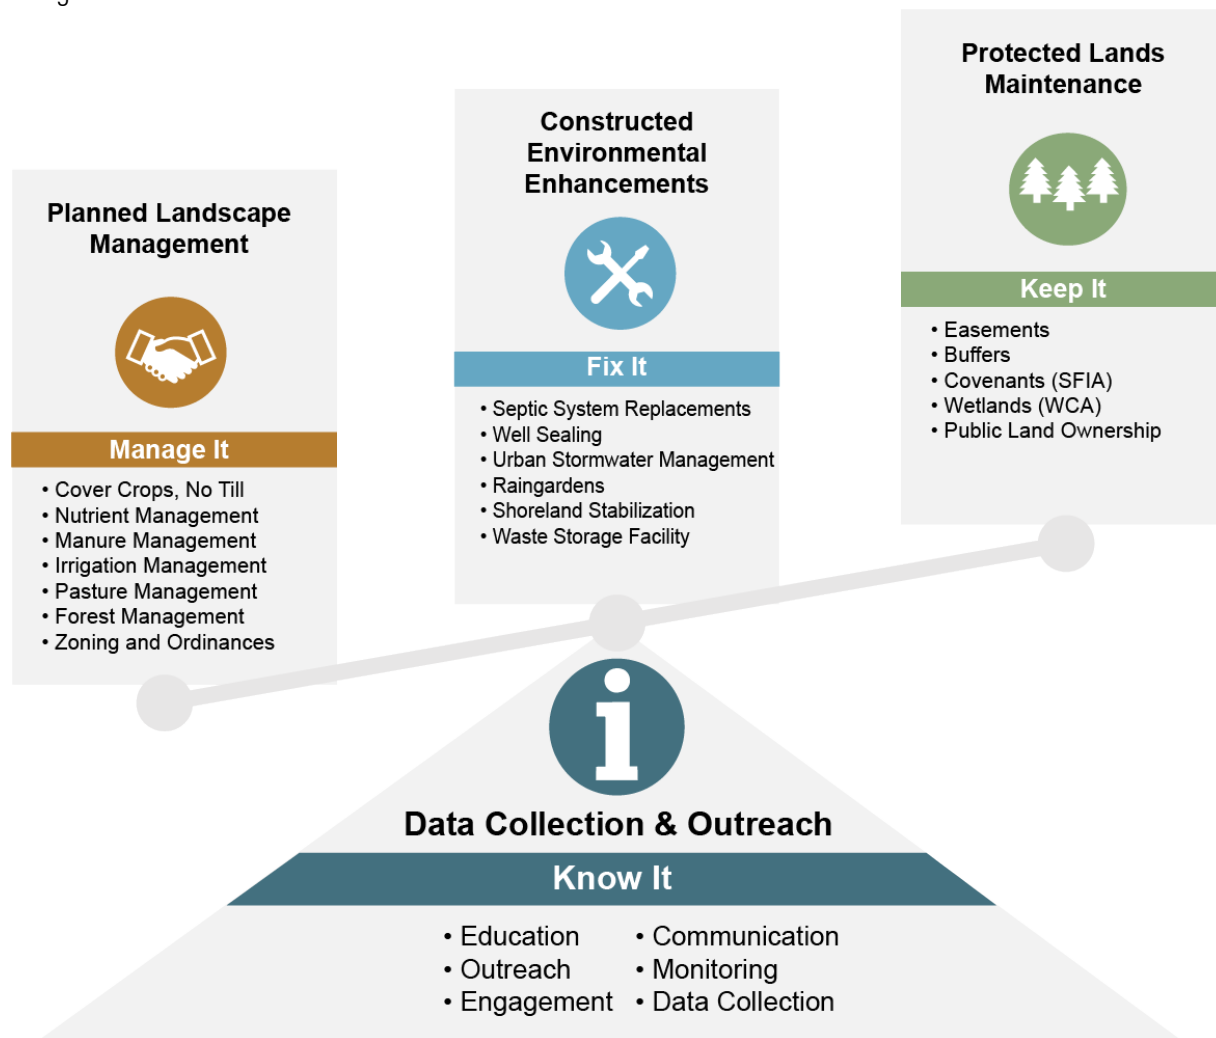 Planned Landscape
Management
Manage It
• Cover Crops, No Till
• Nutrient Management
• Manure Management
• Irrigation Management
• Pasture Management
• Forest Management
• Zoning and Ordinances
Constructed
Environmental
Enhancements
Fix It
• Septic System Replacements
• Well Sealing
• Urban Stormwater Management
• Raingardens
• Shoreland Stabilization
• Waste Storage Facility
Protected Lands
Maintenance
Keep It
• Easements
• Buffers
• Covenants (SFIA)
• Wetlands (WCA)
• Public Land Ownership
i
Data Collection & Outreach
Know It
• Education
• Outreach
• Engagement
• Communication
• Monitoring
• Data Collection